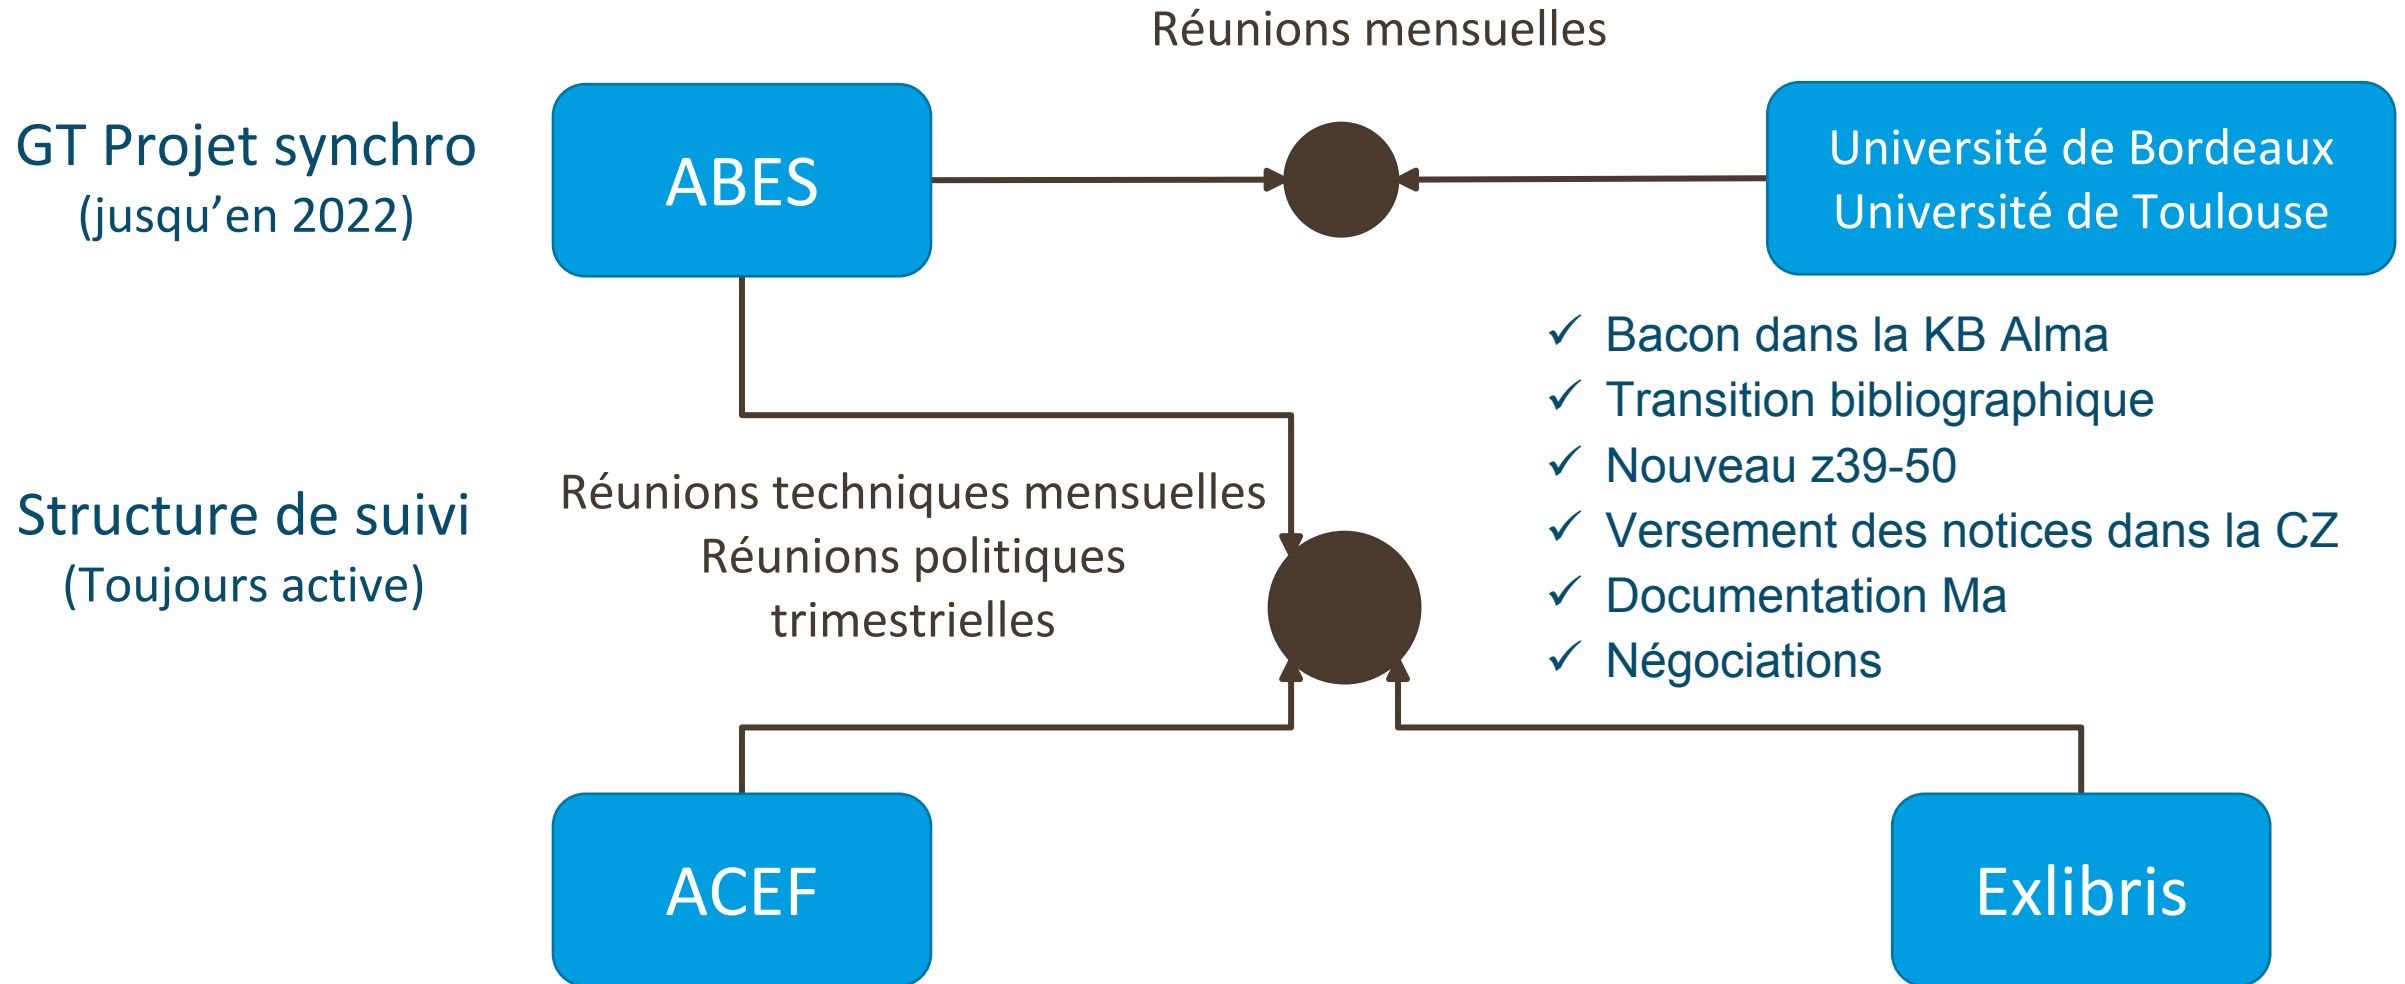 Réunions mensuelles
GT Projet synchro
(jusqu’en 2022)
ABES
Université de Bordeaux
Université de Toulouse
✓ Bacon dans la KB Alma
✓ Transition bibliographique
✓ Nouveau z39-50
✓ Versement des notices dans la CZ
✓ Documentation Ma
✓ Négociations
Structure de suivi
(Toujours active)
Réunions techniques mensuelles
Réunions politiques
trimestrielles
ACEF
Exlibris